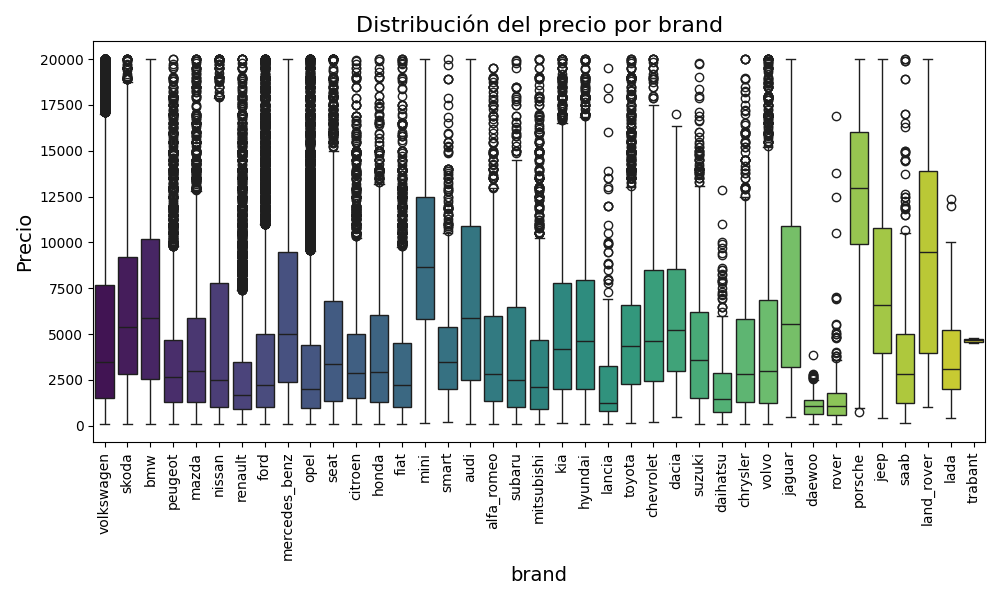 Distribución del precio por brand
Precio
20000
17500
15000
12500
10000
7500
5000
2500
0
volkswagen
skoda
bmw
peugeot
mazda
nissan
renault
ford
mercedes_benz
opel
seat
citroen
honda
fiat
mini
smart
audi
alfa_romeo
subaru
mitsubishi
kia
hyundai
lancia
toyota
chevrolet
dacia
suzuki
daihatsu
chrysler
volvo
jaguar
daewoo
rover
porsche
jeep
saab
land_rover
lada
trabant
brand